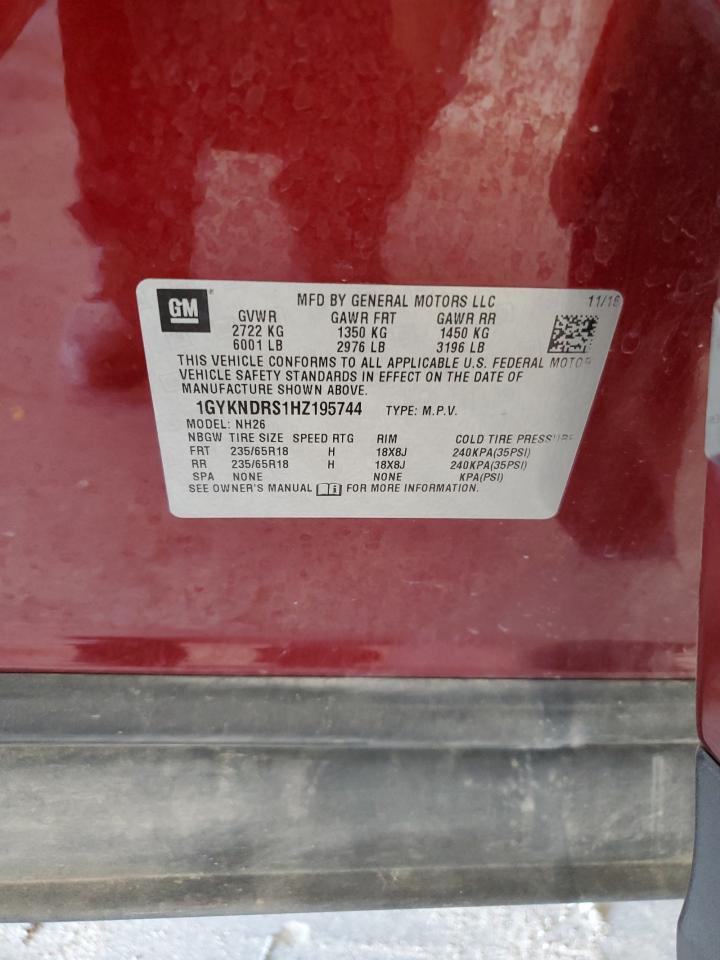 GM
MFD BY GENERAL MOTORS LLC 11/16
GVWR GAWR FRT GAWR RR
2722 KG 1350 KG 1450 KG
6001 LB 2976 LB 3196 LB
THIS VEHICLE CONFORMS TO ALL APPLICABLE U.S. FEDERAL MOTOR
VEHICLE SAFETY STANDARDS IN EFFECT ON THE DATE OF
MANUFACTURE SHOWN ABOVE.
1GYKNDRS1HZ195744 TYPE: M.P.V.
MODEL: NH26
NBGW TIRE SIZE SPEED RTG RIM COLD TIRE PRESSURE
FRT 235/65R18 H 18X8J 240KPA(35PSI)
RR 235/65R18 H 18X8J 240KPA(35PSI)
SPA NONE NONE KPA(PSI)
SEE OWNER'S MANUAL FOR MORE INFORMATION.